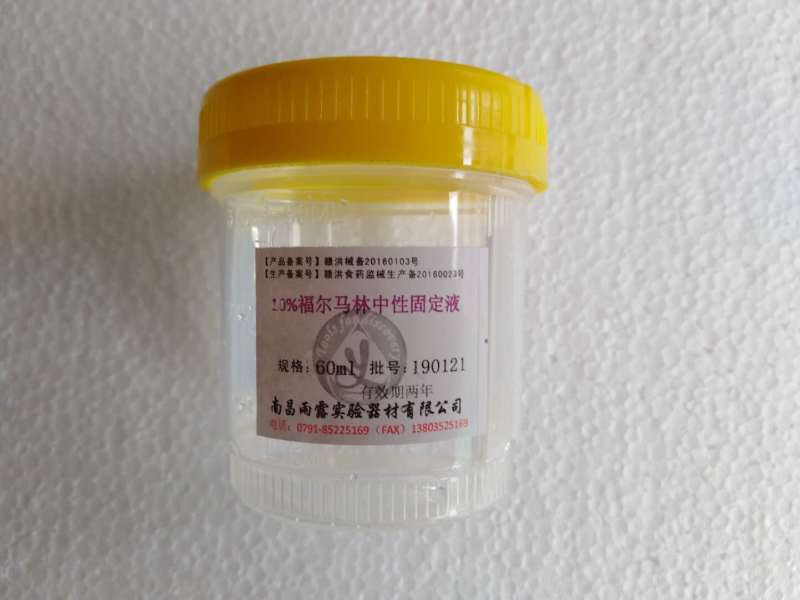 【产品备案号】赣洪械备20160103号
【生产备案号】赣洪食药监械生产备20160023号
10%福尔马林中性固定液
规格：60ml 批号：190121
有效期两年
南昌雨露实验器材有限公司
电话：0791-85225169（FAX）13803525169